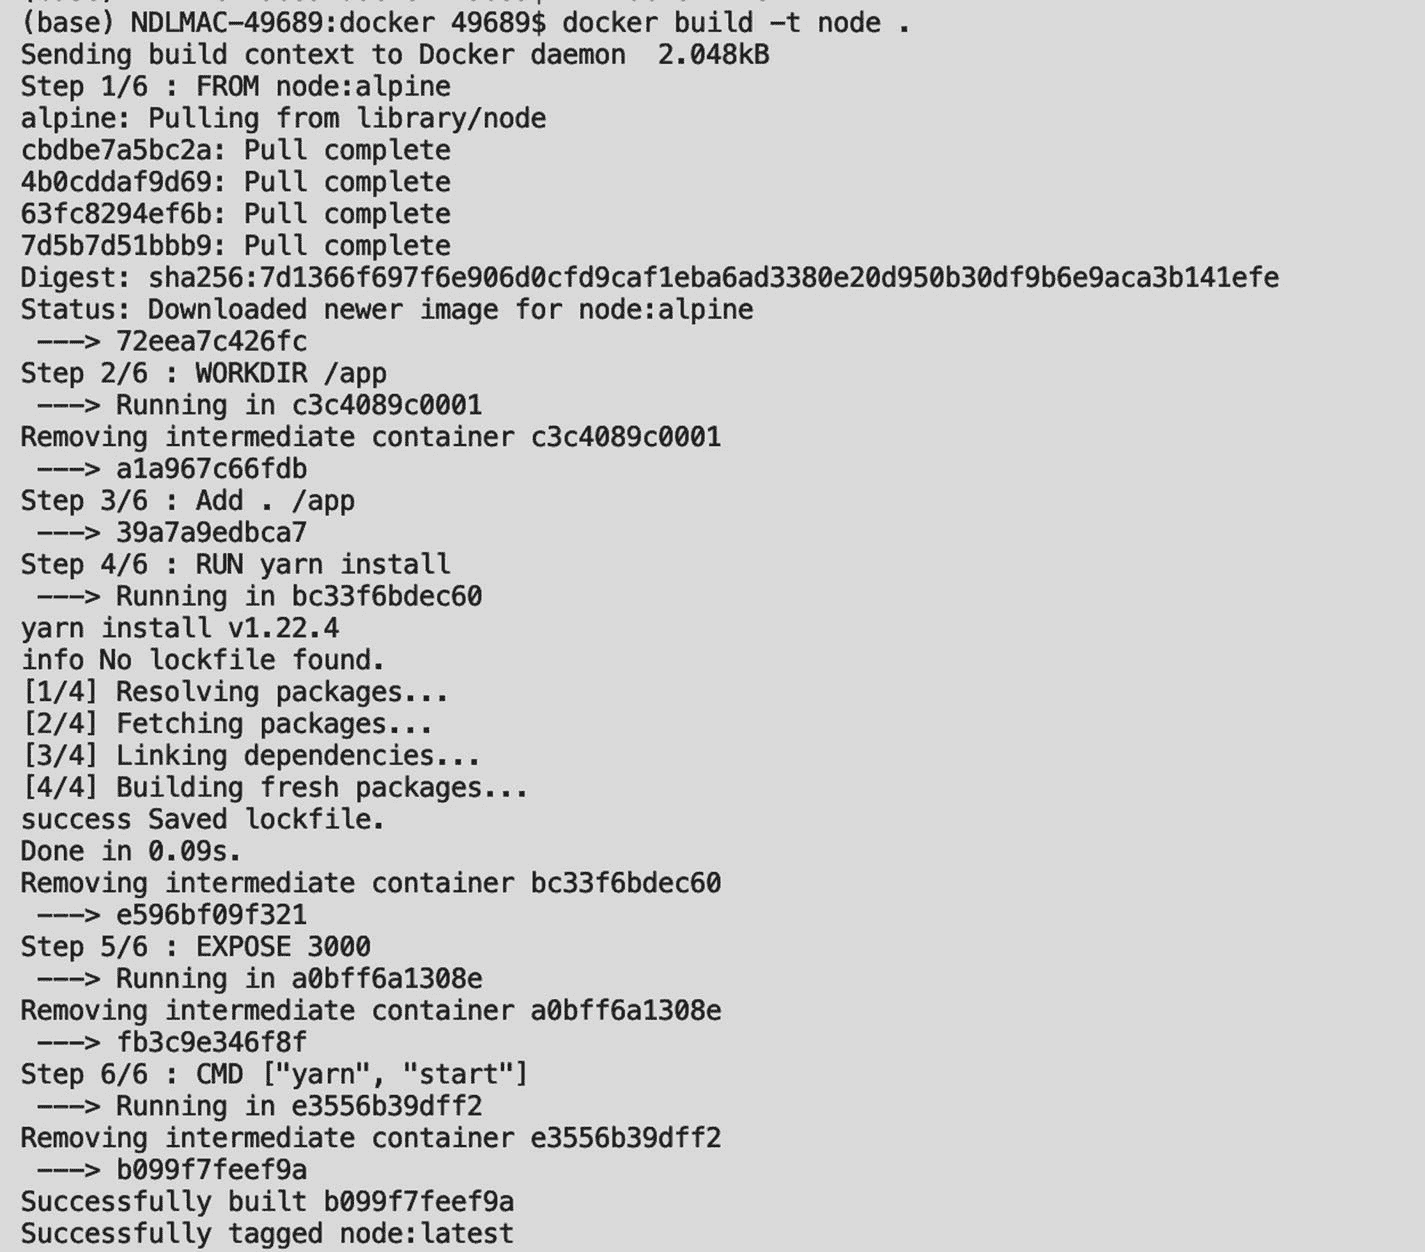 (base) NDLMAC-49689:docker 49689$ docker build -t node .
Sending build context to Docker daemon  2.048kB
Step 1/6 : FROM node:alpine
alpine: Pulling from library/node
cbdbe7a5bc2a: Pull complete
4b0cddaf9d69: Pull complete
63fc8294ef6b: Pull complete
7d5b7d51bbb9: Pull complete
Digest: sha256:7d1366f697f6e906d0cfd9caf1eba6ad3380e20d950b30df9b6e9aca3b141efe
Status: Downloaded newer image for node:alpine
 ---> 72eea7c426fc
Step 2/6 : WORKDIR /app
 ---> Running in c3c4089c0001
Removing intermediate container c3c4089c0001
 ---> a1a967c66fdb
Step 3/6 : Add . /app
 ---> 39a7a9edbca7
Step 4/6 : RUN yarn install
 ---> Running in bc33f6bdec60
yarn install v1.22.4
info No lockfile found.
[1/4] Resolving packages...
[2/4] Fetching packages...
[3/4] Linking dependencies...
[4/4] Building fresh packages...
success Saved lockfile.
Done in 0.09s.
Removing intermediate container bc33f6bdec60
 ---> e596bf09f321
Step 5/6 : EXPOSE 3000
 ---> Running in a0bff6a1308e
Removing intermediate container a0bff6a1308e
 ---> fb3c9e346f8f
Step 6/6 : CMD ["yarn", "start"]
 ---> Running in e3556b39dff2
Removing intermediate container e3556b39dff2
 ---> b099f7feef9a
Successfully built b099f7feef9a
Successfully tagged node:latest